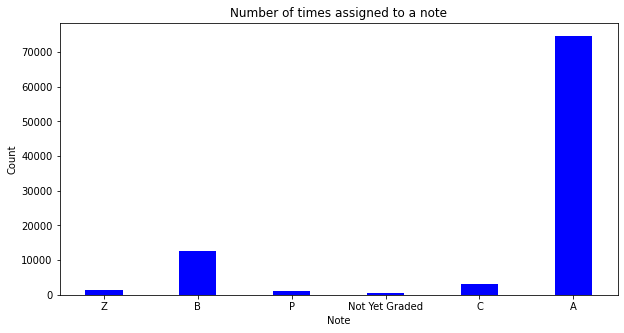 Number of times assigned to a note
Count
70000
60000
50000
40000
30000
20000
10000
0
Z B P Not Yet Graded C A
Note